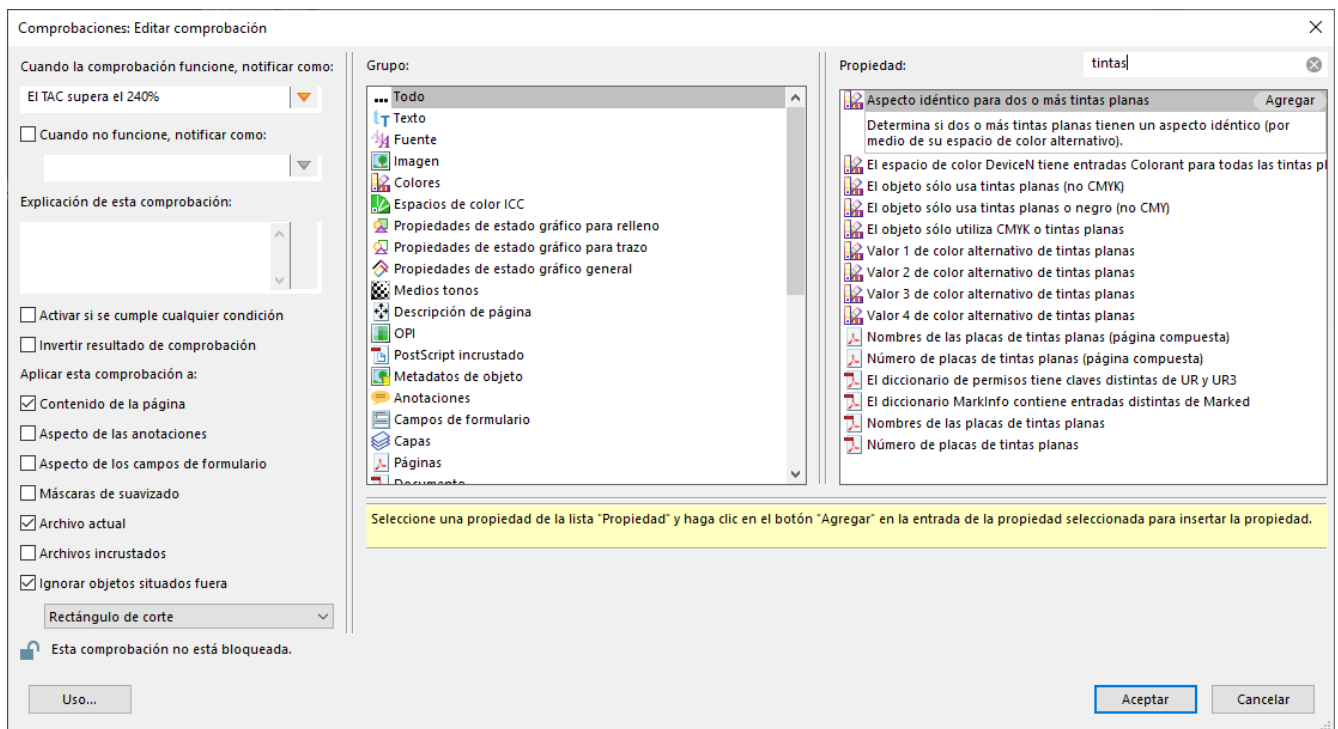 Comprobaciones: Editar comprobación
Cuando la comprobación funcione, notificar como:
El TAC supera el 240%
Cuando no funcione, notificar como:
Explicación de esta comprobación:
Activar si se cumple cualquier condición
Invertir resultado de comprobación
Aplicar esta comprobación a:
Contenido de la página
Aspecto de las anotaciones
Aspecto de los campos de formulario
Máscaras de suavizado
Archivo actual
Archivos incrustados
Ignorar objetos situados fuera
Rectángulo de corte
Esta comprobación no está bloqueada.
Uso...
Grupo:
Todo
Texto
Fuente
Imagen
Colores
Espacios de color ICC
Propiedades de estado gráfico para relleno
Propiedades de estado gráfico para trazo
Propiedades de estado gráfico general
Medios tonos
Descripción de página
OPI
PostScript incrustado
Metadatos de objeto
Anotaciones
Campos de formulario
Capas
Páginas
Documento
Propiedad:
tintas
Aspecto idéntico para dos o más tintas planas Agregar
Determina si dos o más tintas planas tienen un aspecto idéntico (por
medio de su espacio de color alternativo).
El espacio de color DeviceN tiene entradas Colorant para todas las tintas pl
El objeto sólo usa tintas planas (no CMYK)
El objeto sólo usa tintas planas o negro (no CMY)
El objeto sólo utiliza CMYK o tintas planas
Valor 1 de color alternativo de tintas planas
Valor 2 de color alternativo de tintas planas
Valor 3 de color alternativo de tintas planas
Valor 4 de color alternativo de tintas planas
Nombres de las placas de tintas planas (página compuesta)
Número de placas de tintas planas (página compuesta)
El diccionario de permisos tiene claves distintas de UR y UR3
El diccionario MarkInfo contiene entradas distintas de Marked
Nombres de las placas de tintas planas
Número de placas de tintas planas
Seleccione una propiedad de la lista "Propiedad" y haga clic en el botón "Agregar" en la entrada de la propiedad seleccionada para insertar la propiedad.
Aceptar
Cancelar